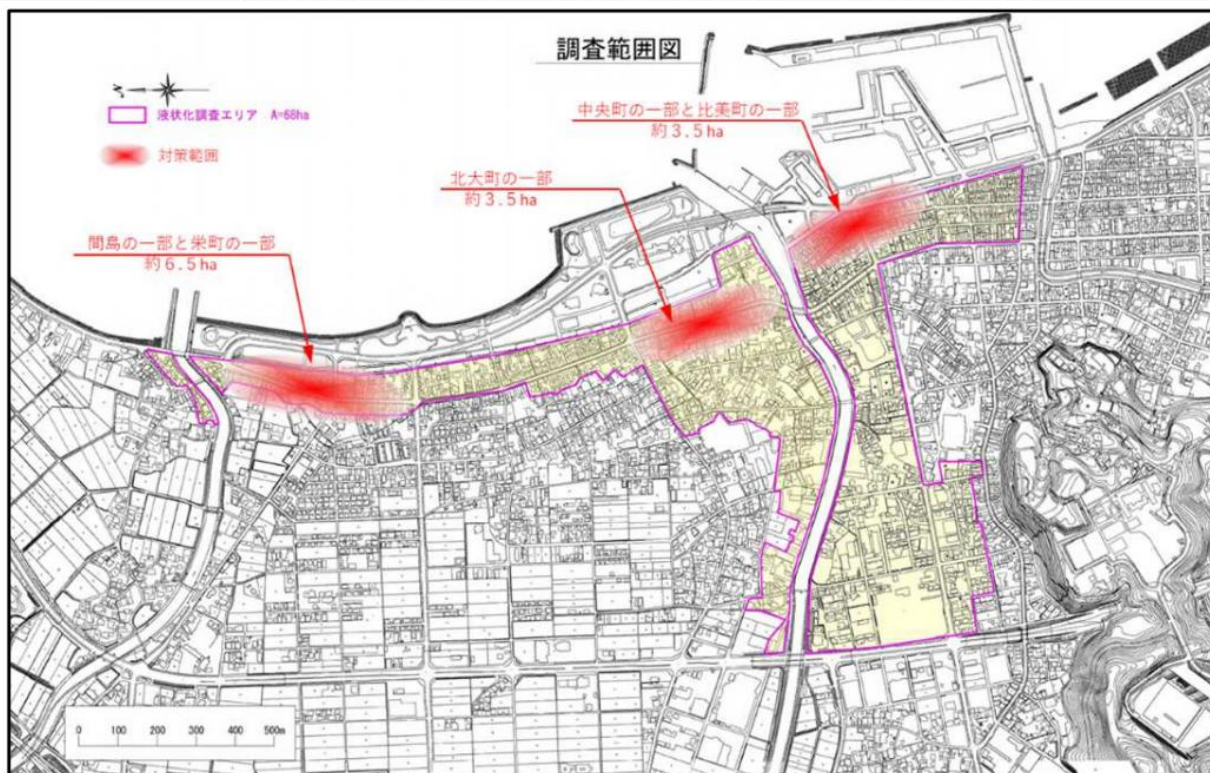 調査範囲図
液状化調査エリア A=68ha
対策範囲
中央町の一部と比美町の一部
約3.5ha
北大町の一部
約3.5ha
間島の一部と栄町の一部
約6.5ha
0 100 200 300 400 500m